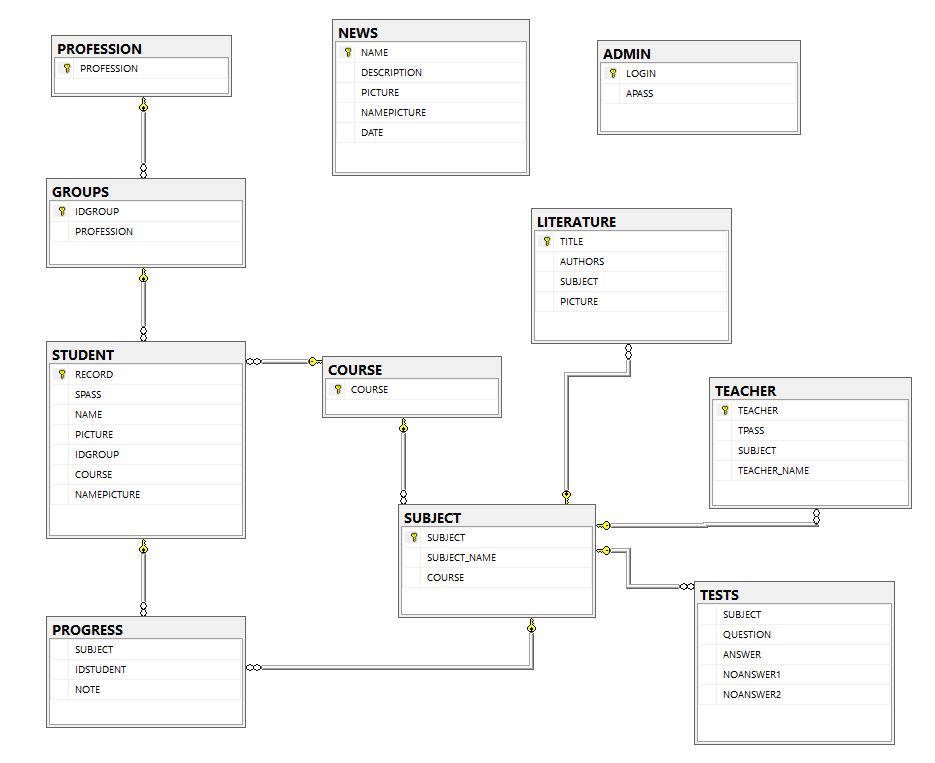 PROFESSION
PROFESSION
NEWS
NAME
DESCRIPTION
PICTURE
NAMEPICTURE
DATE
ADMIN
LOGIN
APASS
GROUPS
IDGROUP
PROFESSION
LITERATURE
TITLE
AUTHORS
SUBJECT
PICTURE
STUDENT
RECORD
SPASS
NAME
PICTURE
IDGROUP
COURSE
NAMEPICTURE
COURSE
COURSE
TEACHER
TEACHER
TPASS
SUBJECT
TEACHER_NAME
SUBJECT
SUBJECT
SUBJECT_NAME
COURSE
TESTS
SUBJECT
QUESTION
ANSWER
NOANSWER1
NOANSWER2
PROGRESS
SUBJECT
IDSTUDENT
NOTE